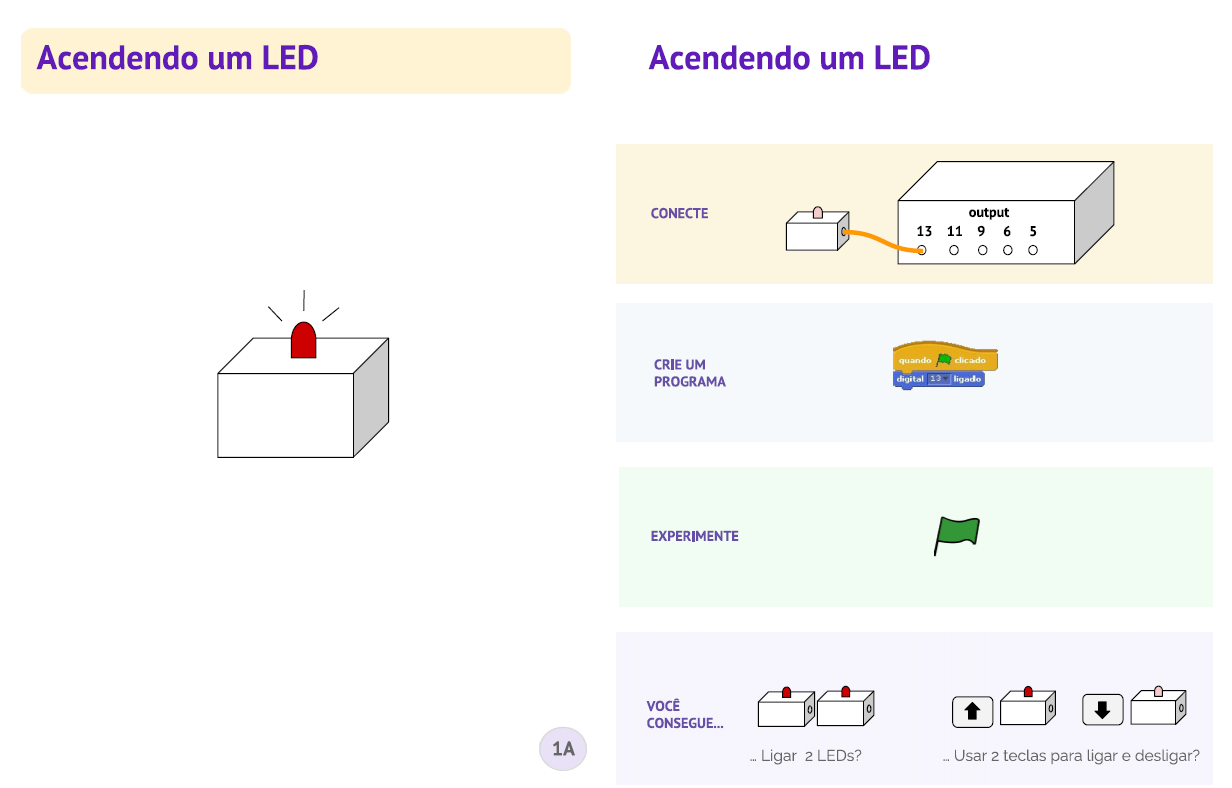 Acendendo um LED
1A
Acendendo um LED
CONECTE
output
13 11 9 6 5
CRIE UM
PROGRAMA
quando clicado
digital 13 ligado
EXPERIMENTE
VOCÊ
CONSEGUE...
... Ligar 2 LEDs?
... Usar 2 teclas para ligar e desligar?